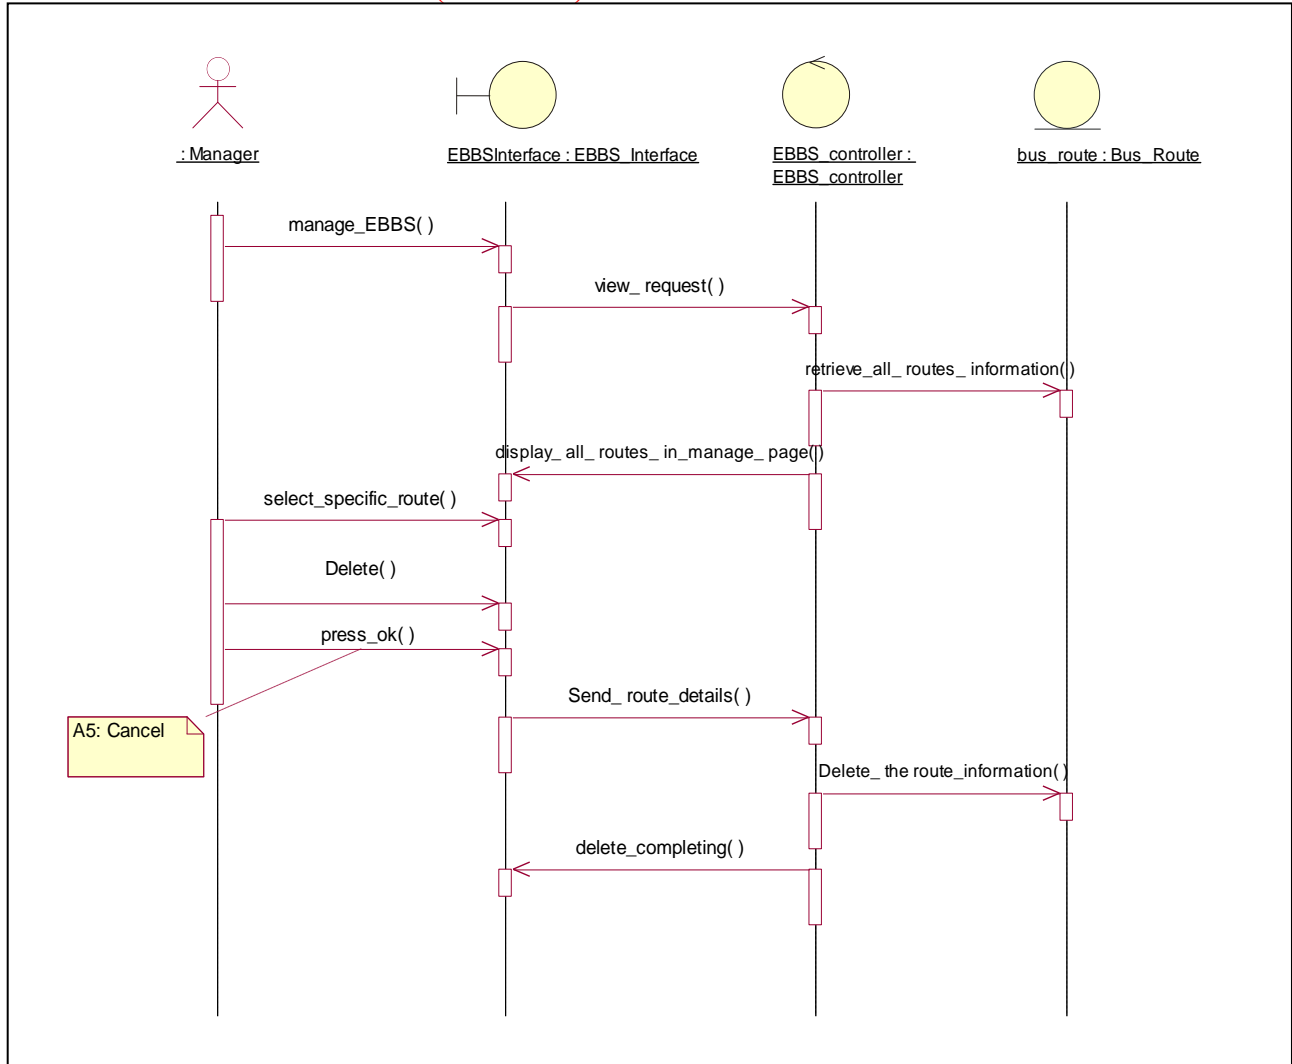 : Manager
EBBSInterface : EBBS_Interface
EBBS_controller :
EBBS_controller
bus_route : Bus_Route
manage_EBBS( )
view_ request( )
retrieve_all_ routes_ information( )
display_ all_ routes_ in_manage_ page( )
select_specific_route( )
Delete( )
press_ok( )
Send_ route_details( )
A5: Cancel
Delete_ the route_information( )
delete_completing( )